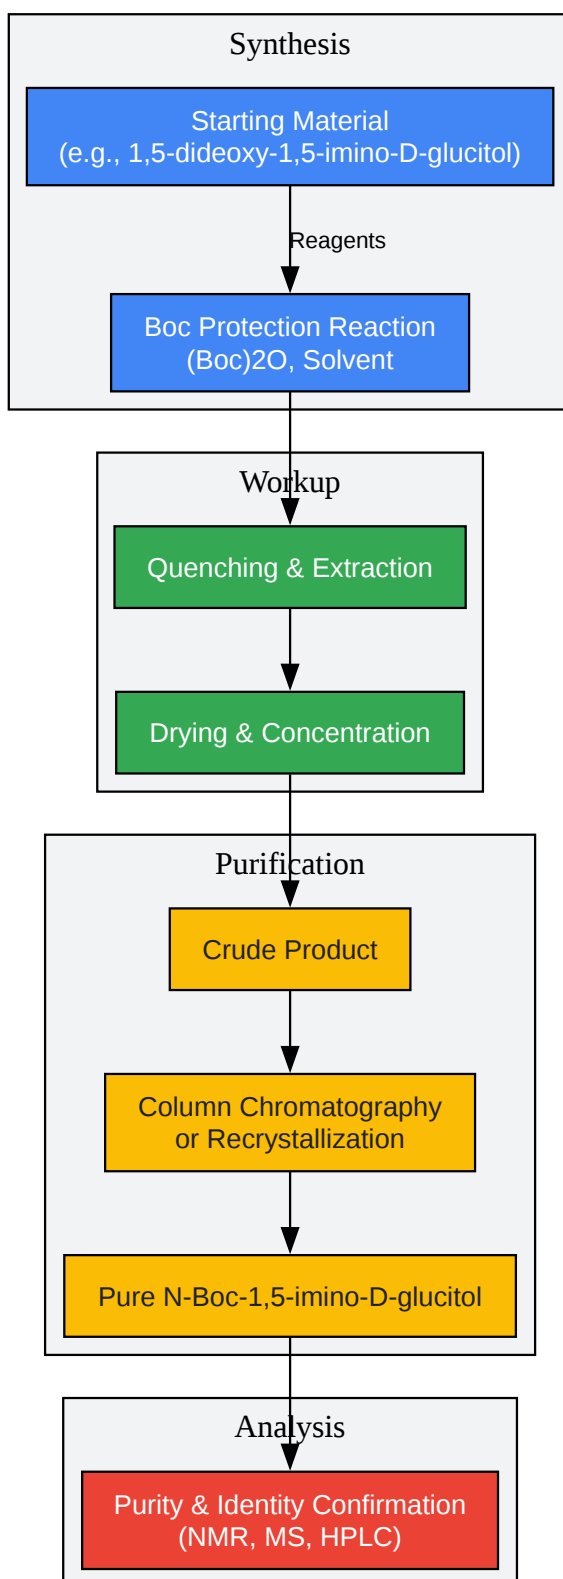 Synthesis
Starting Material
(e.g., 1,5-dideoxy-1,5-imino-D-glucitol)
Reagents
Boc Protection Reaction
(Boc)2O, Solvent
Workup
Quenching & Extraction
Drying & Concentration
Purification
Crude Product
Column Chromatography
or Recrystallization
Pure N-Boc-1,5-imino-D-glucitol
Analysis
Purity & Identity Confirmation
(NMR, MS, HPLC)